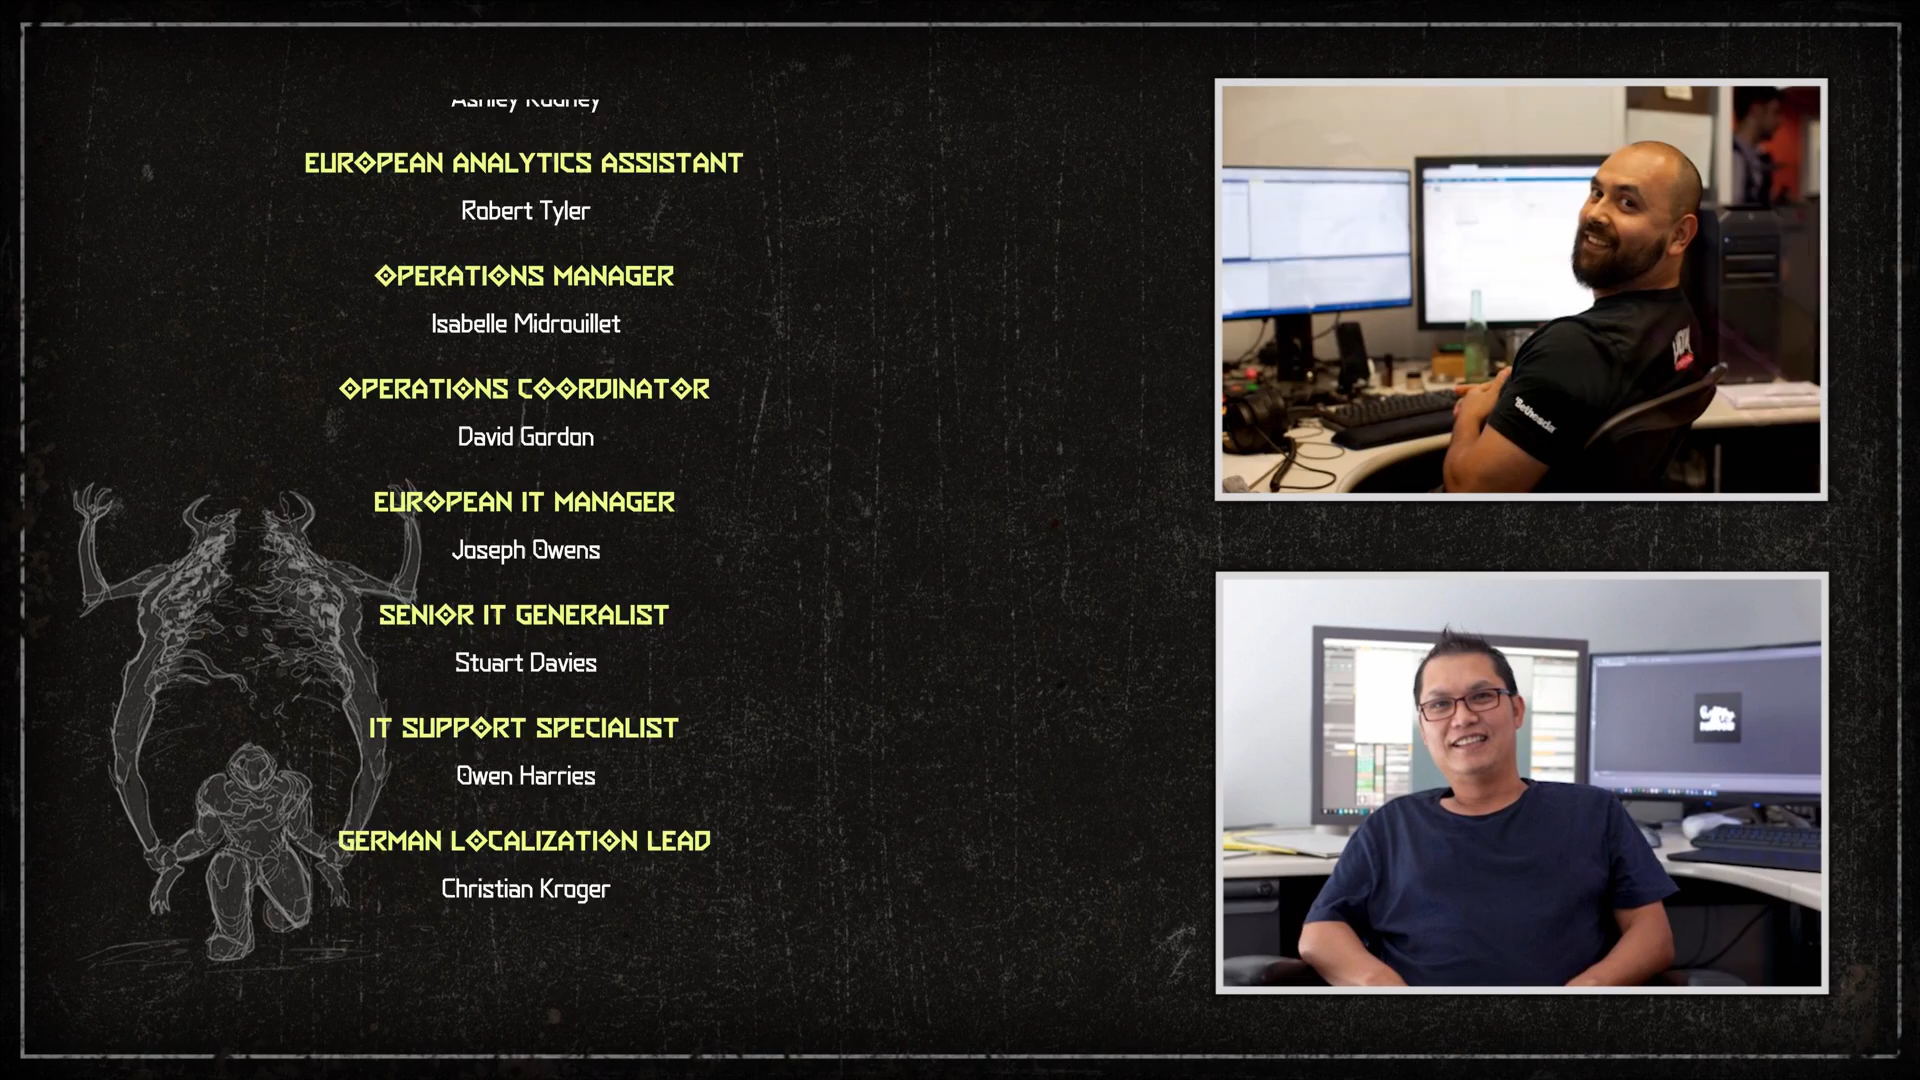 EUROPEAN ANALYTICS ASSISTANT
Robert Tyler
OPERATIONS MANAGER
Isabelle Midrouillet
OPERATIONS COORDINATOR
David Gordon
EUROPEAN IT MANAGER
Joseph Owens
SENIOR IT GENERALIST
Stuart Davies
IT SUPPORT SPECIALIST
Owen Harries
GERMAN LOCALIZATION LEAD
Christian Kroger
Bethesda